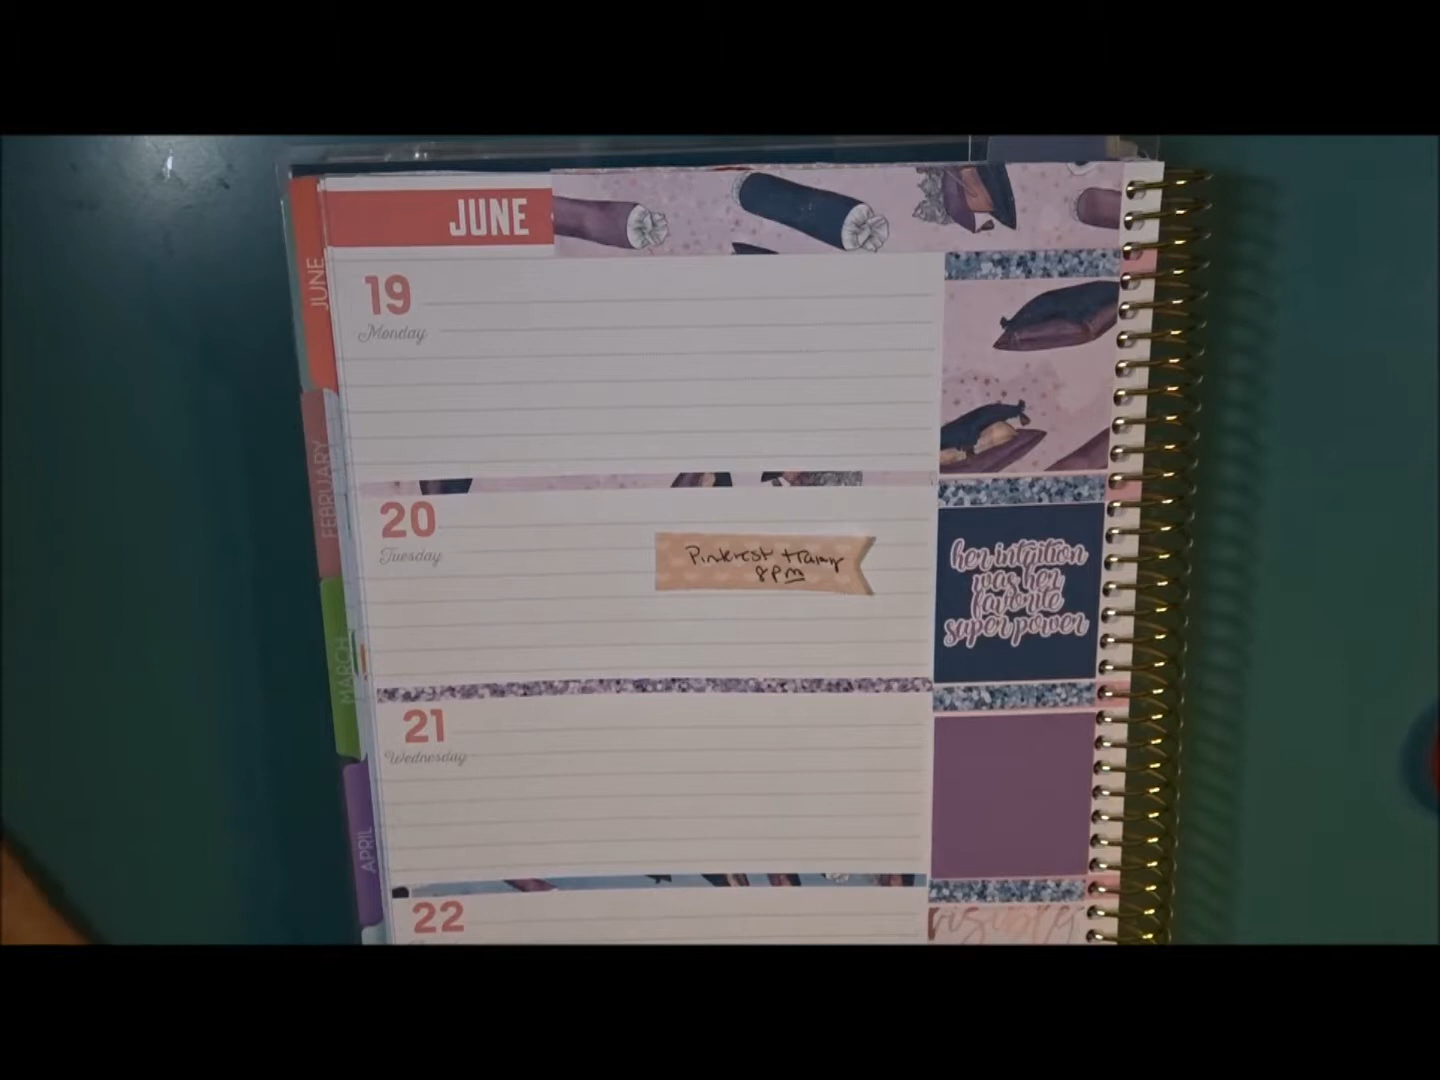 JUNE
19
Monday
20
Tuesday
Pinterest training
8pm
her intuition
was her
favorite
super power
21
Wednesday
22
JUNE
FEBRUARY
MARCH
APRIL